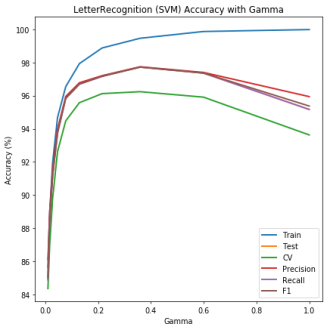 LetterRecognition (SVM) Accuracy with Gamma
100
98
96
94
92
90
88
86
84
Accuracy (%)
0.0 0.2 0.4 0.6 0.8 1.0
Gamma
Train
Test
CV
Precision
Recall
F1